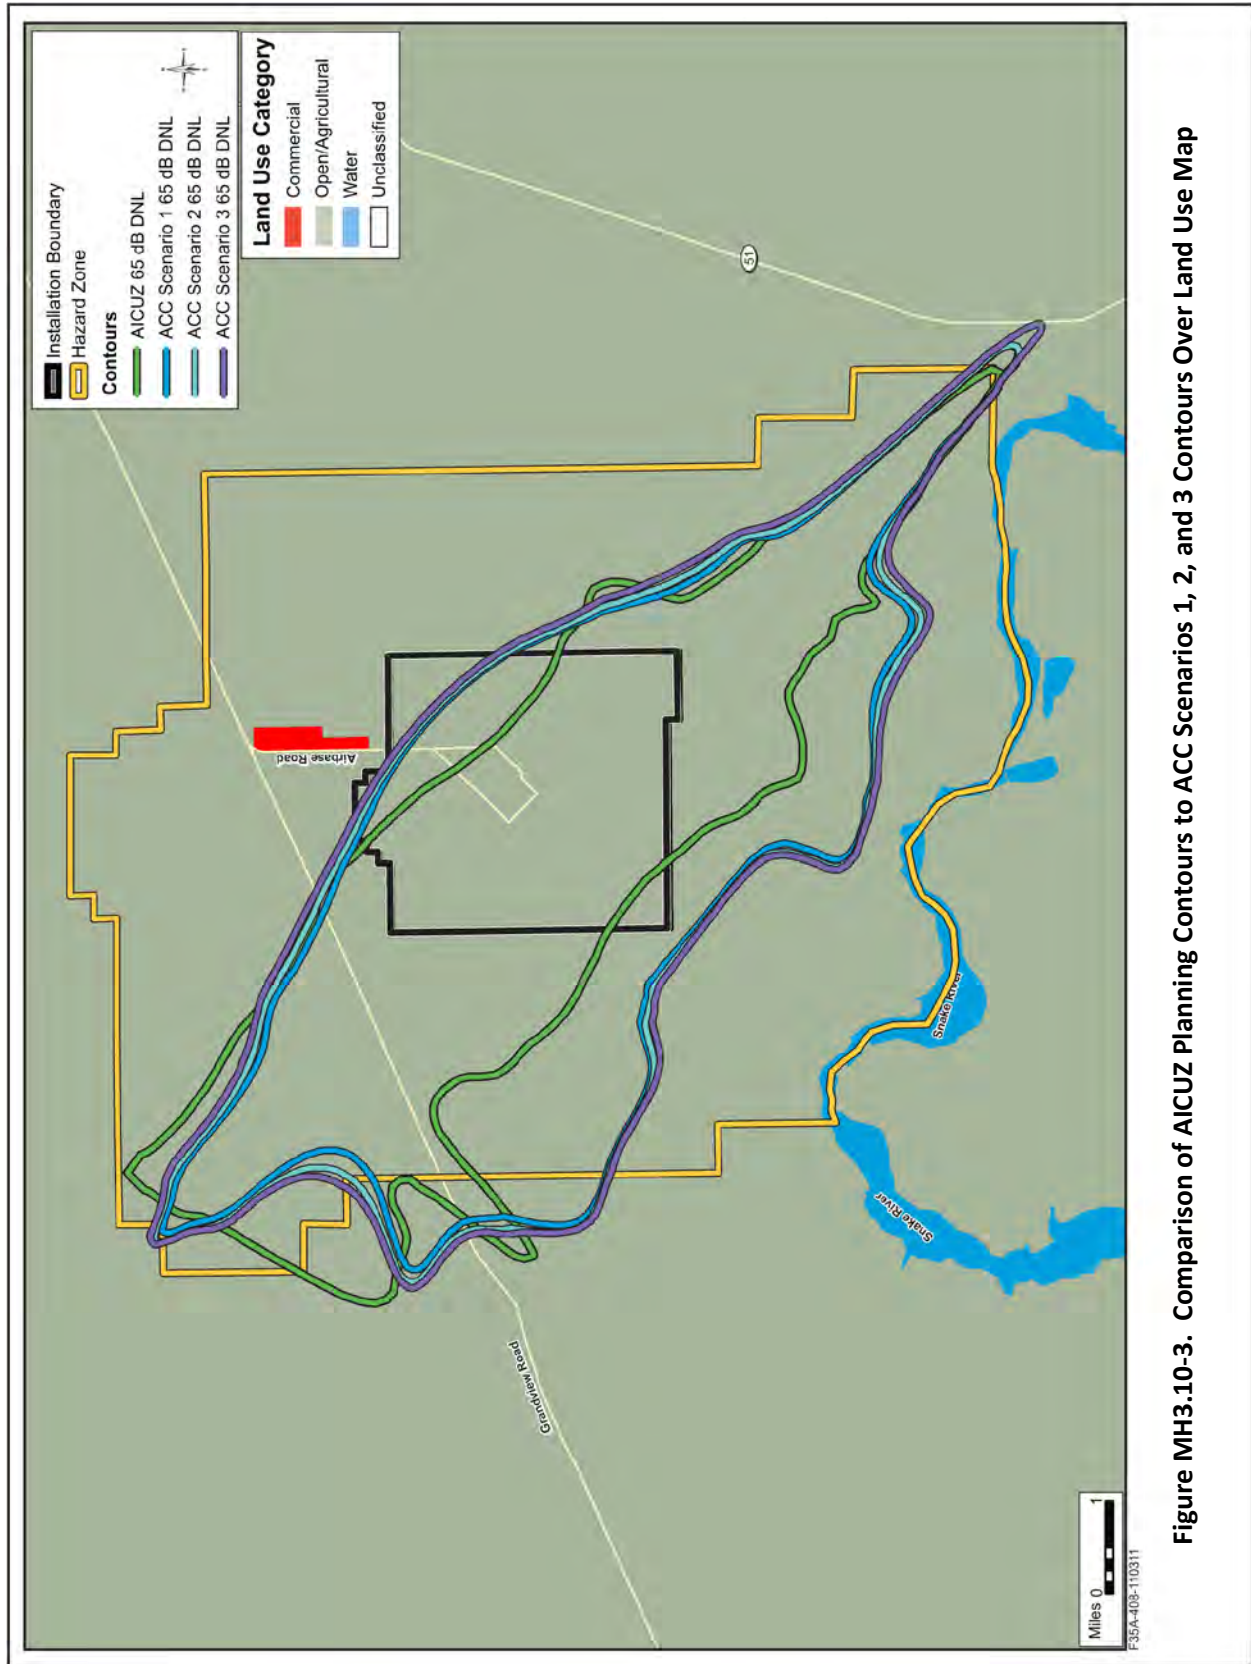 Installation Boundary
Hazard Zone
Contours
AICUZ 65 dB DNL
ACC Scenario 1 65 dB DNL
ACC Scenario 2 65 dB DNL
ACC Scenario 3 65 dB DNL
Land Use Category
Commercial
Open/Agricultural
Water
Unclassified
51
Airbase Road
Grandview Road
Snake River
Snake River
Miles 0 1
F35A-408-110311
Figure MH3.10-3. Comparison of AICUZ Planning Contours to ACC Scenarios 1, 2, and 3 Contours Over Land Use Map